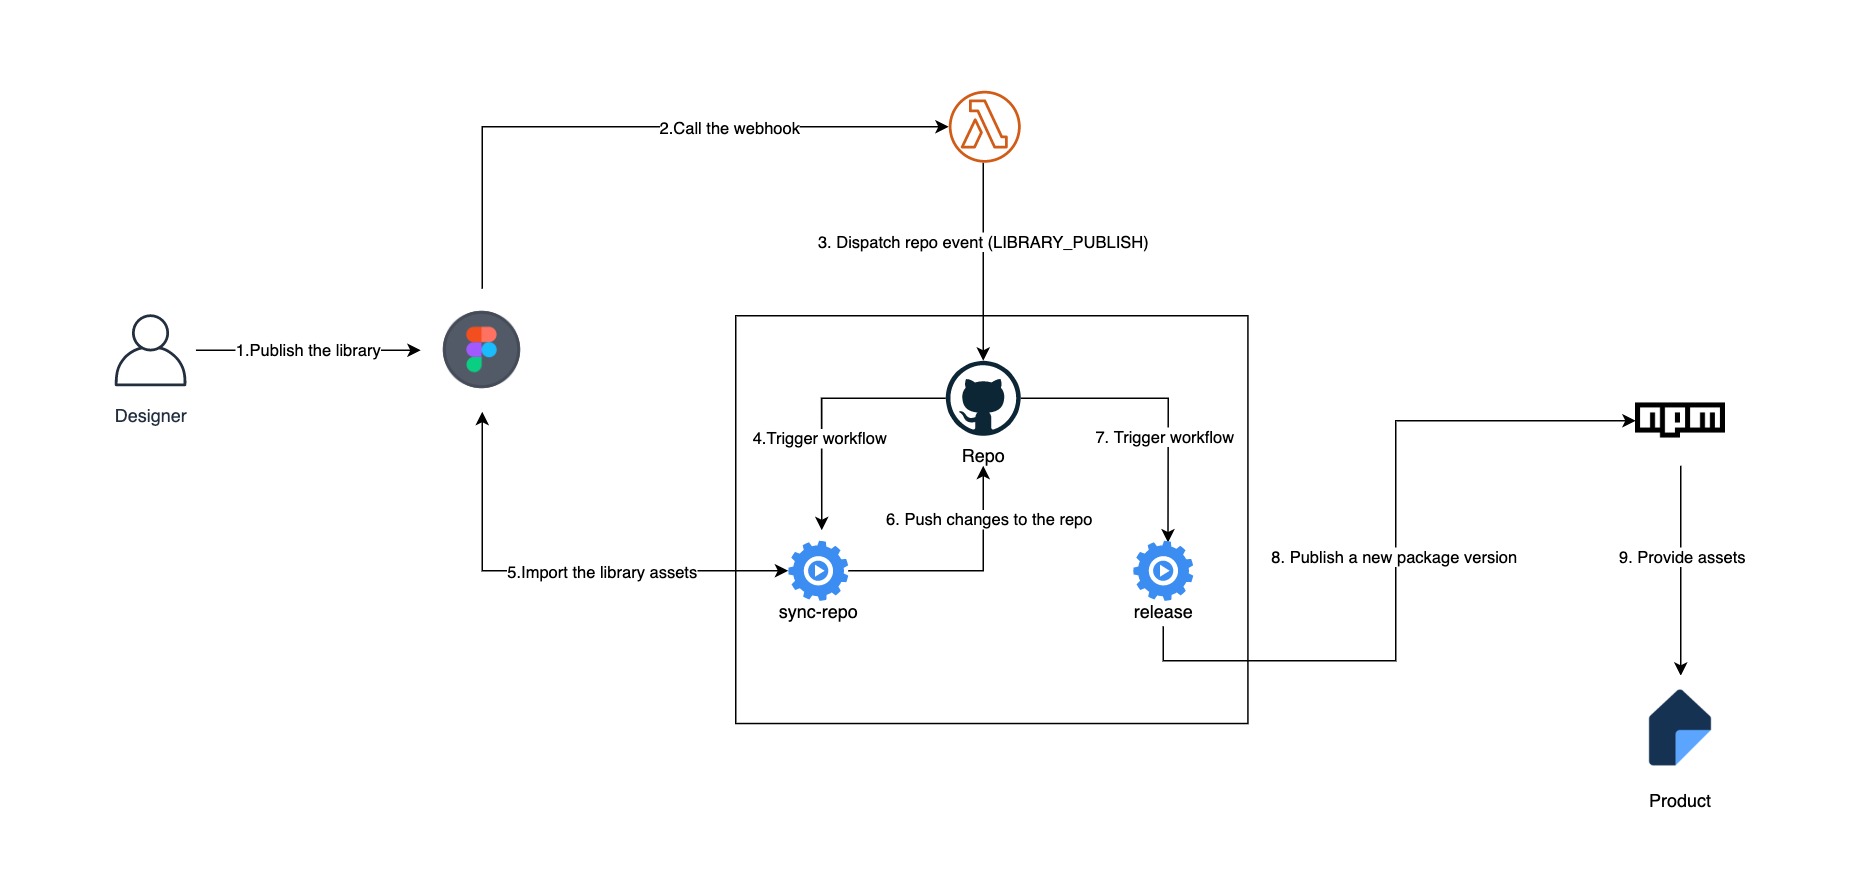 2.Call the webhook
3. Dispatch repo event (LIBRARY_PUBLISH)
1.Publish the library
Designer
npm
4.Trigger workflow
7. Trigger workflow
Repo
6. Push changes to the repo
5.Import the library assets
8. Publish a new package version
9. Provide assets
sync-repo
release
Product